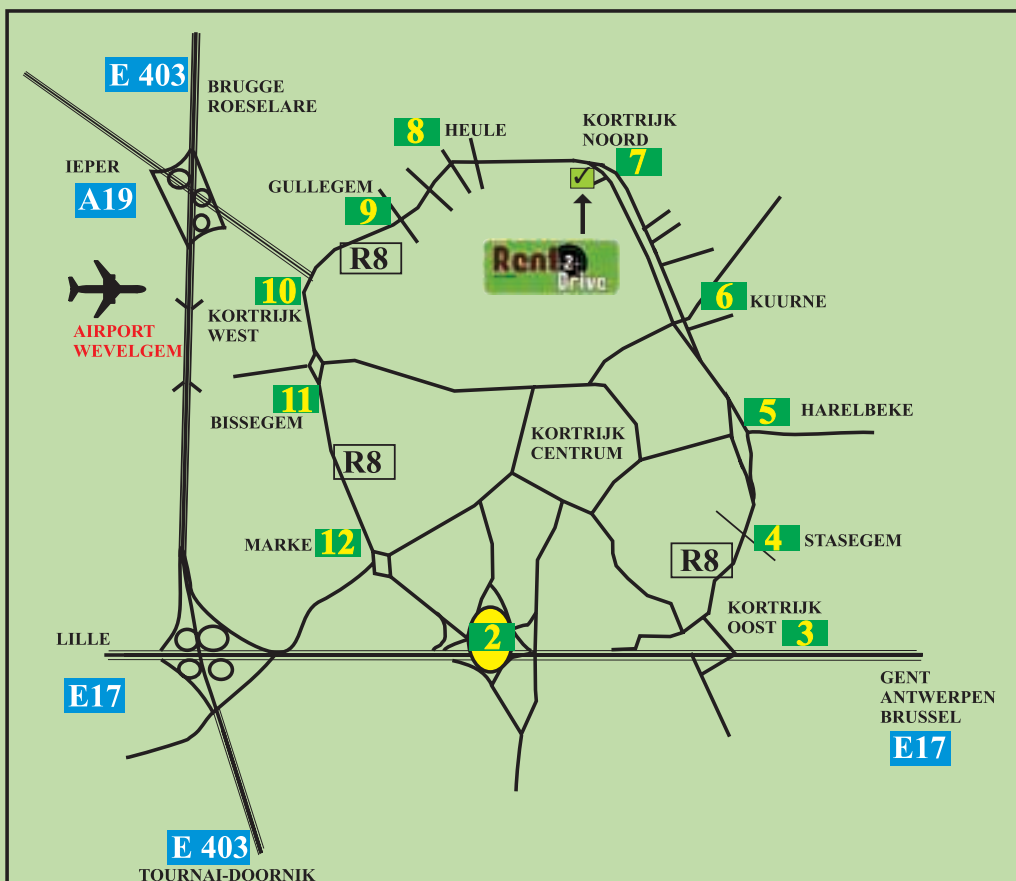 E 403
BRUGGE
ROESELARE
IEPER
A19
8 HEULE
KORTRIJK
NOORD
7
GULLEGEM
9
R8
Rent2
Drive
10
KORTRIJK
WEST
AIRPORT
WEVELGEM
6 KUURNE
11
BISSEGEM
5 HARELBEKE
KORTRIJK
CENTRUM
R8
MARKE 12
4 STASEGEM
R8
KORTRIJK
OOST 3
LILLE
2
E17
GENT
ANTWERPEN
BRUSSEL
E17
E 403
TOURNAI-DOORNIK